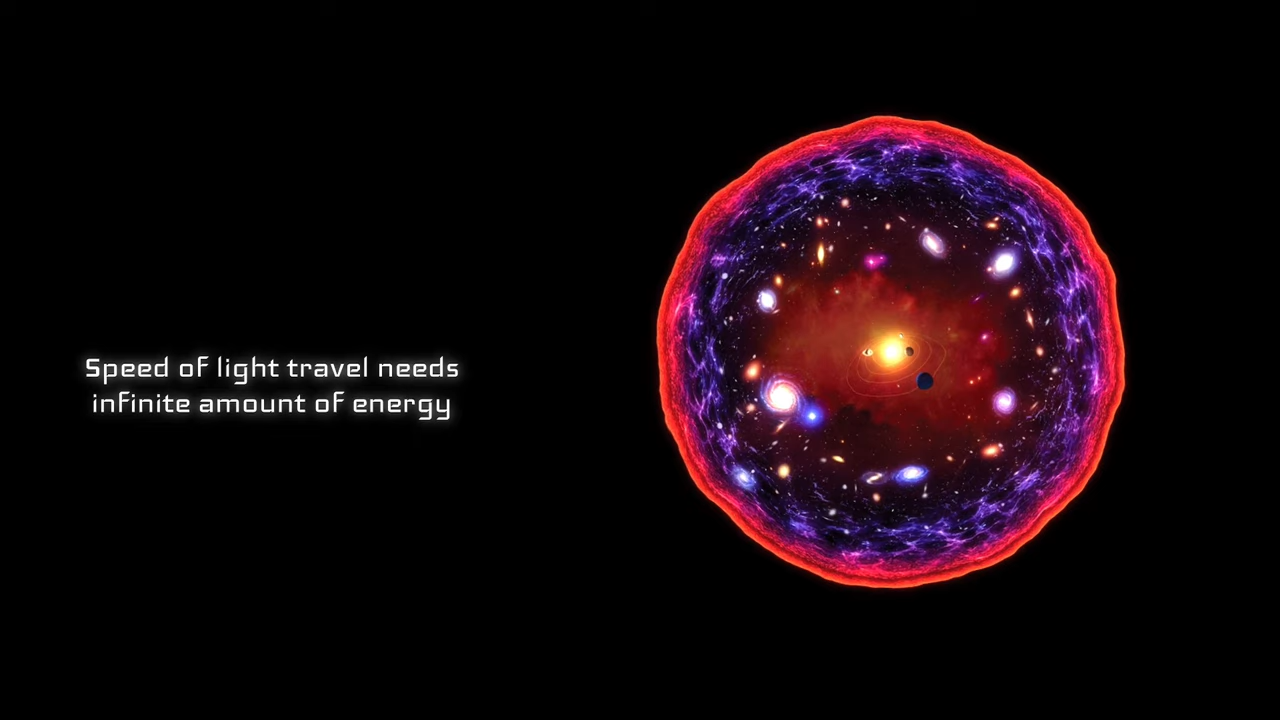 Speed of light travel needs
infinite amount of energy